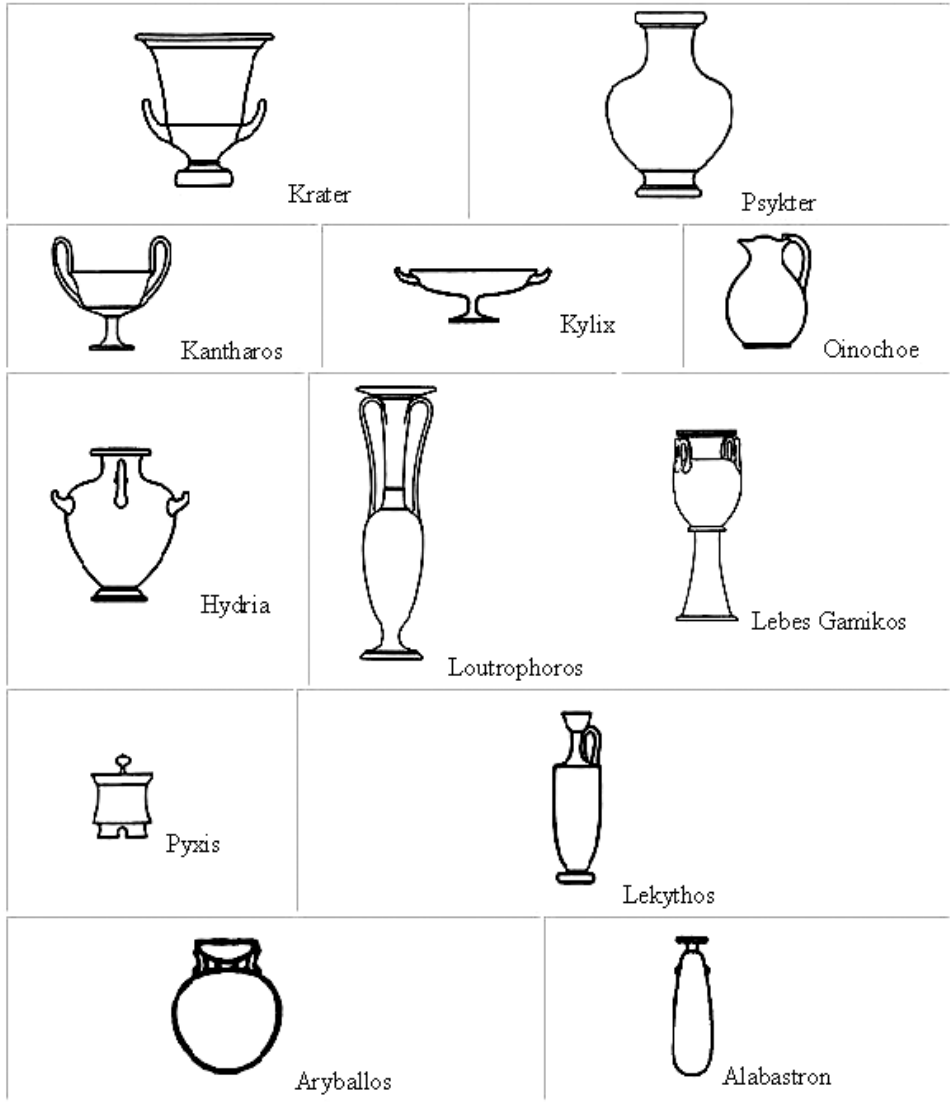 Krater
Psykter
Kantharos
Kylix
Oinochoe
Hydria
Loutrophoros
Lebes Gamikos
Pyxis
Lekythos
Aryballos
Alabastron